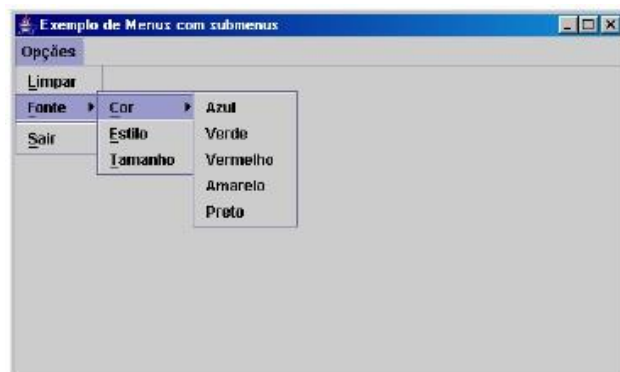 Exemplo de Menus com submenus
Opções
Limpar
Fonte
Sair
Cor
Estilo
Tamanho
Azul
Verde
Vermelho
Amarelo
Preto